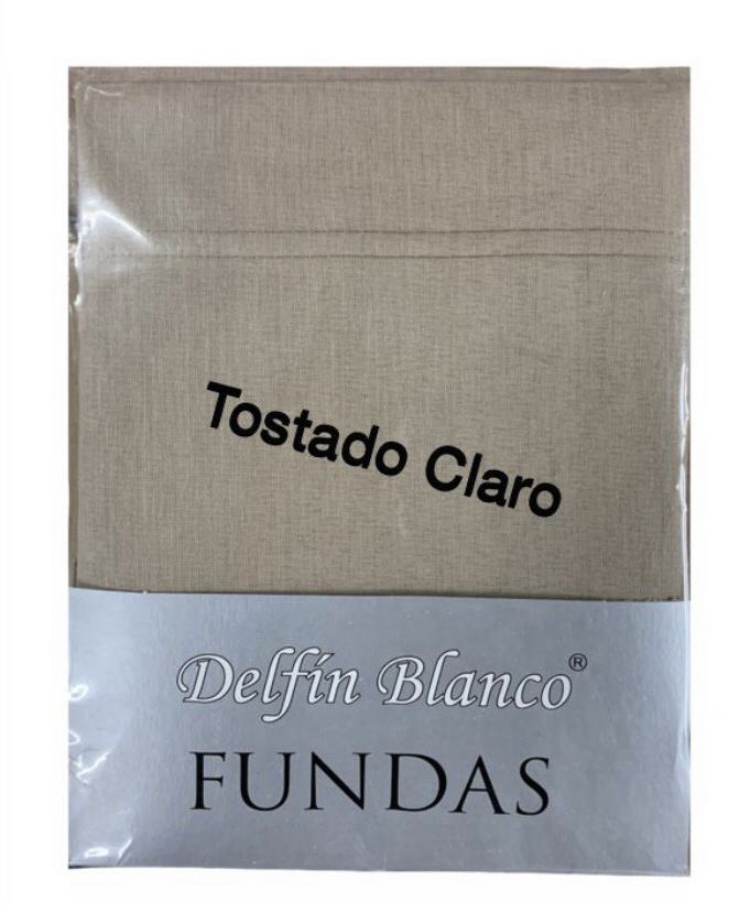 Tostado Claro
Delfín Blanco®
FUNDAS